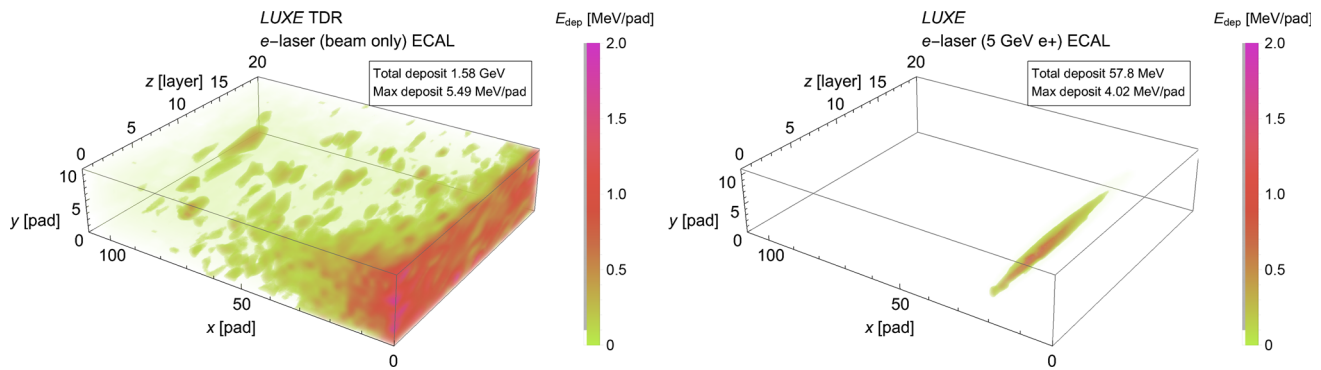 LUXE TDR
e−laser (beam only) ECAL
Total deposit 1.58 GeV
Max deposit 5.49 MeV/pad
Edep [MeV/pad]
2.0
1.5
1.0
0.5
0
z [layer]
20
15
10
5
0
y [pad]
10
5
0
x [pad]
100
50
0
LUXE
e−laser (5 GeV e+) ECAL
Total deposit 57.8 MeV
Max deposit 4.02 MeV/pad
Edep [MeV/pad]
2.0
1.5
1.0
0.5
0
z [layer]
20
15
10
5
0
y [pad]
10
5
0
x [pad]
100
50
0